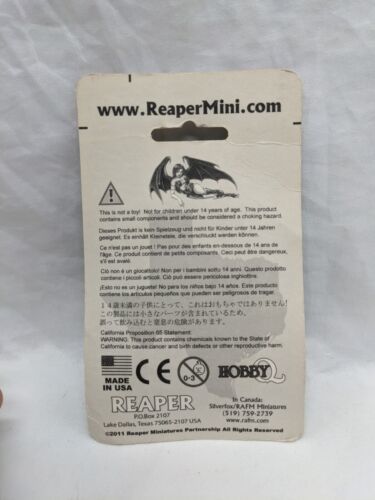 www.ReaperMini.com
This is not a toy! Not for children under 14 years of age. This product
contains small components and should be considered a choking hazard.
Dieses Produkt is kein Spielzeug und nicht für Kinder unter 14 Jahren
geeignet. Es einhält Kleinsteile, die verschluckt werden können.
Ce n'est pas un jouet ! Pas pour des enfants en-dessous de 14 ans de
l'âge. Ce produit contient de petits composants. Ceci peut être dangereux,
s'il est avalé.
Ciò non è un giocattolo! Non per i bambini sotto 14 anni. Questo prodotto
contiene i piccoli articoli. Ciò può essere pericoloso inghiottiro.
¡Esto no es un juguete! No para los niños bajo 14 años. Este producto
contiene los artículos pequeños que pueden ser peligrosos de tragar.
14歳未満の子供にとって、これはおもちゃではありません!
この製品には小さなパーツが含まれているため、
誤って飲み込むと窒息の危険があります。
California Proposition 65 Statement:
WARNING: This product contains chemicals known to the State of
California to cause cancer and birth defects or other reproductive harm.
MADE
IN USA
CE
0-3
HOBBYQ
REAPER
P.O.Box 2107
Lake Dallas, Texas 75065-2107 USA
In Canada:
Silverfox/RAFM Miniatures
(519) 759-2739
www.rafm.com
©2011 Reaper Miniatures Partnership All Rights Reserved